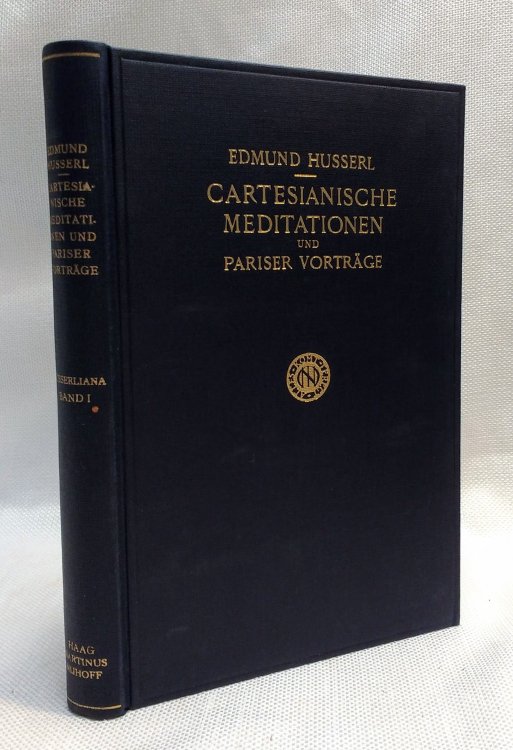 EDMUND HUSSERL
CARTESIANISCHE
MEDITATIONEN
UND
PARISER VORTRÄGE
EDMUND
HUSSERL
CARTESIA-
NISCHE
MEDITATI-
ONEN UND
PARISER
VORTRÄGE
HUSSERLIANA
BAND I
HAAG
MARTINUS
NIJHOFF